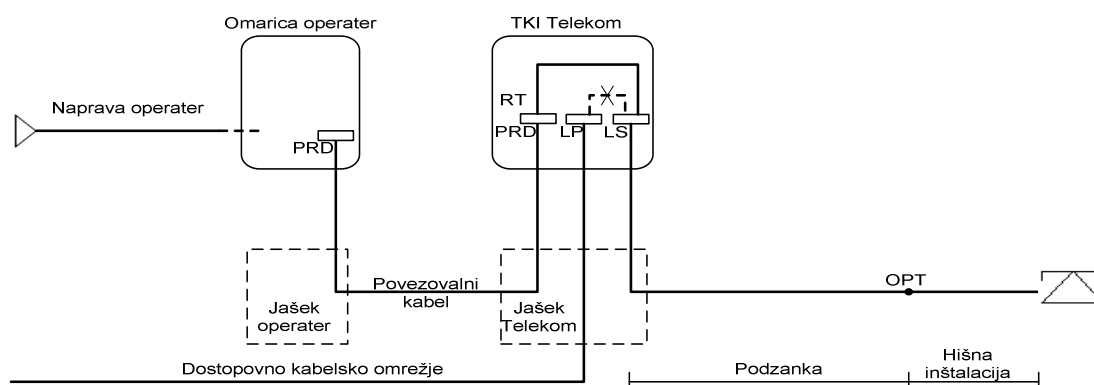 Omarica operater
TKI Telekom
Naprava operater
RT
PRD
PRD
LP
LS
Povezovalni
kabel
Jašek
operater
Jašek
Telekom
OPT
Dostopovno kabelsko omrežje
Podzanka
Hišna
inštalacija